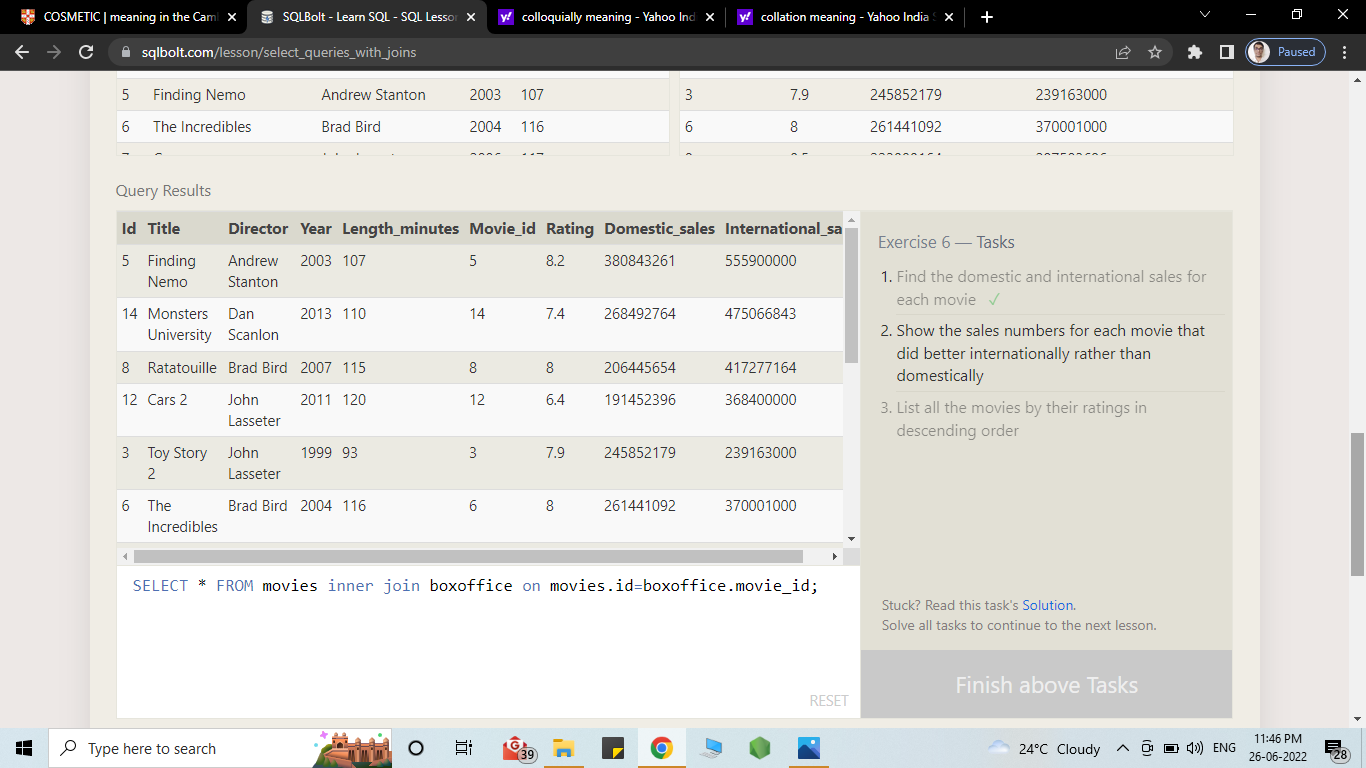 COSMETIC | meaning in the Caml
SQLBolt - Learn SQL - SQL Lesson
colloquially meaning - Yahoo Ind
collation meaning - Yahoo India S
sqlbolt.com/lesson/select_queries_with_joins
Paused
5 Finding Nemo Andrew Stanton 2003 107
3 7.9 245852179 239163000
6 The Incredibles Brad Bird 2004 116
6 8 261441092 370001000
Query Results
Id Title Director Year Length_minutes Movie_id Rating Domestic_sales International_sa
5 Finding Andrew 2003 107 5 8.2 380843261 555900000
Nemo Stanton
14 Monsters Dan 2013 110 14 7.4 268492764 475066843
University Scanlon
8 Ratatouille Brad Bird 2007 115 8 8 206445654 417277164
12 Cars 2 John 2011 120 12 6.4 191452396 368400000
Lasseter
3 Toy Story John 1999 93 3 7.9 245852179 239163000
2 Lasseter
6 The Brad Bird 2004 116 6 8 261441092 370001000
Incredibles
SELECT * FROM movies inner join boxoffice on movies.id=boxoffice.movie_id;
RESET
Exercise 6 — Tasks
1. Find the domestic and international sales for
each movie ✓
2. Show the sales numbers for each movie that
did better internationally rather than
domestically
3. List all the movies by their ratings in
descending order
Stuck? Read this task's Solution.
Solve all tasks to continue to the next lesson.
Finish above Tasks
Type here to search
39
24°C Cloudy
ENG
11:46 PM
26-06-2022
28